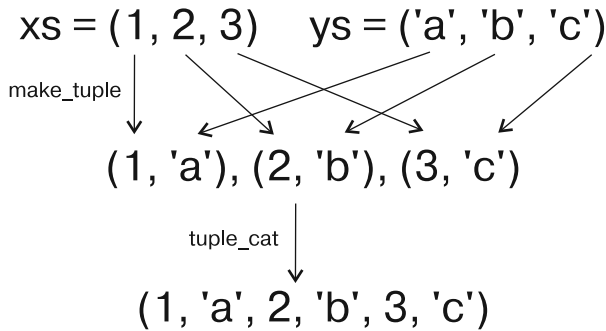 xs = (1, 2, 3) ys = ('a', 'b', 'c')
make_tuple
(1, 'a'), (2, 'b'), (3, 'c')
tuple_cat
(1, 'a', 2, 'b', 3, 'c')